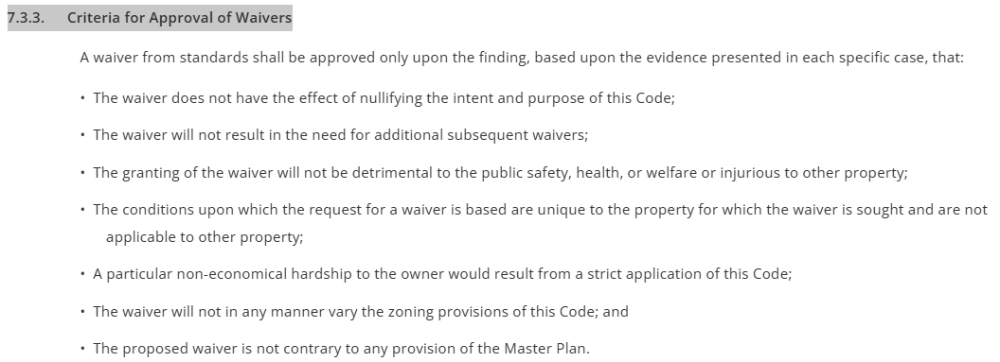 7.3.3. Criteria for Approval of Waivers
A waiver from standards shall be approved only upon the finding, based upon the evidence presented in each specific case, that:
• The waiver does not have the effect of nullifying the intent and purpose of this Code;
• The waiver will not result in the need for additional subsequent waivers;
• The granting of the waiver will not be detrimental to the public safety, health, or welfare or injurious to other property;
• The conditions upon which the request for a waiver is based are unique to the property for which the waiver is sought and are not
applicable to other property;
• A particular non-economical hardship to the owner would result from a strict application of this Code;
• The waiver will not in any manner vary the zoning provisions of this Code; and
• The proposed waiver is not contrary to any provision of the Master Plan.